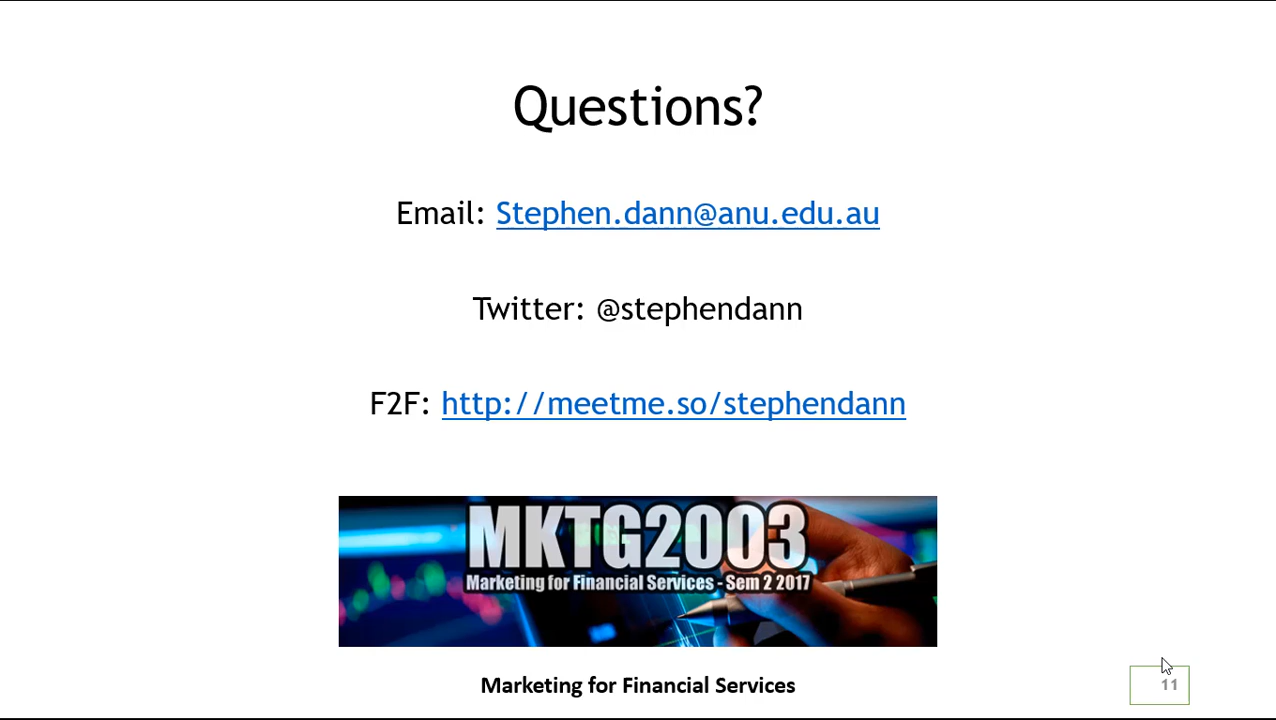 Questions?
Email: Stephen.dann@anu.edu.au
Twitter: @stephendann
F2F: http://meetme.so/stephendann
MKTG2003
Marketing for Financial Services - Sem 2 2017
Marketing for Financial Services
11